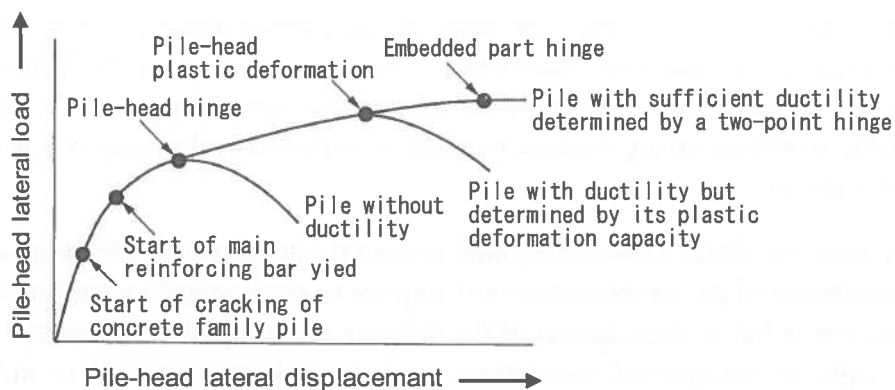 Pile-head lateral load
Pile-head
plastic deformation
Embedded part hinge
Pile-head hinge
Pile with sufficient ductility
determined by a two-point hinge
Pile without
ductility
Pile with ductility but
determined by its plastic
deformation capacity
Start of main
reinforcing bar yied
Start of cracking of
concrete family pile
Pile-head lateral displacemant